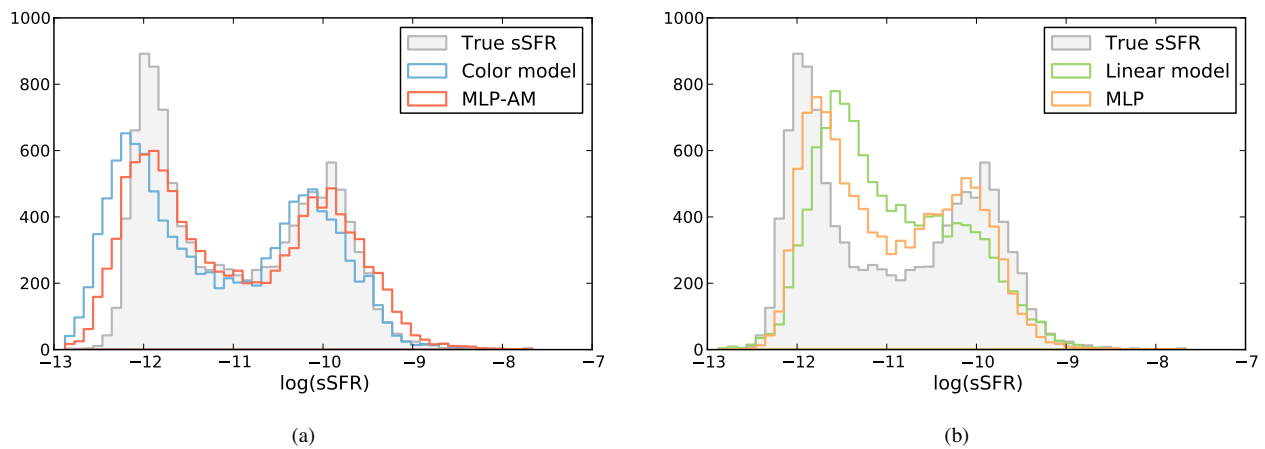 1000
800
600
400
200
0
−13
−12
−11
−10
−9
−8
−7
log(sSFR)
True sSFR
Color model
MLP-AM
(a)
1000
800
600
400
200
0
−13
−12
−11
−10
−9
−8
−7
log(sSFR)
True sSFR
Linear model
MLP
(b)